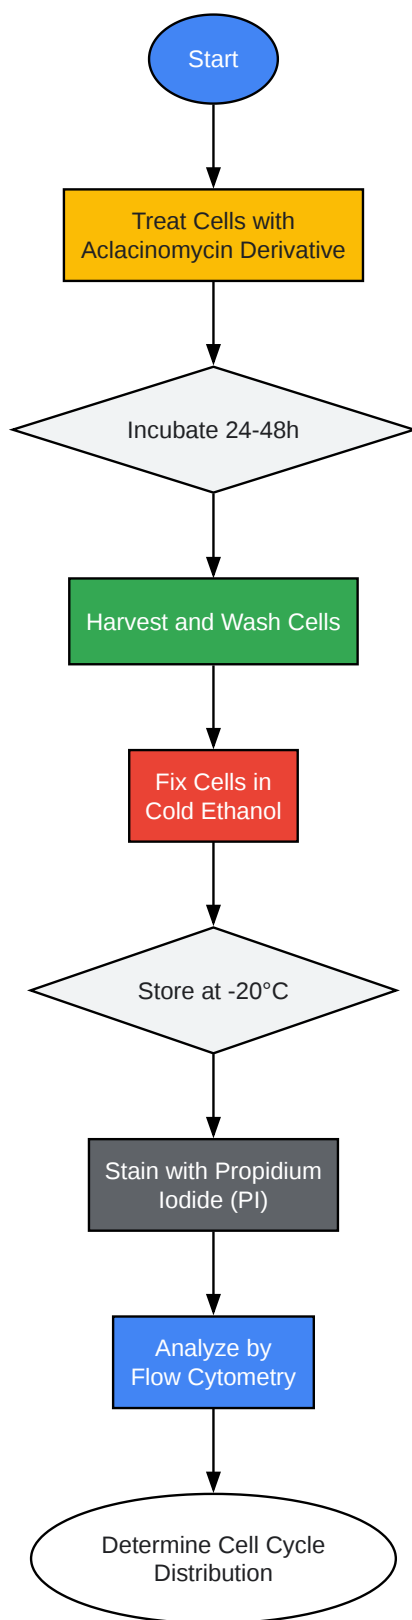 Start
Treat Cells with
Aclacinomycin Derivative
Incubate 24-48h
Harvest and Wash Cells
Fix Cells in
Cold Ethanol
Store at -20°C
Stain with Propidium
Iodide (PI)
Analyze by
Flow Cytometry
Determine Cell Cycle
Distribution